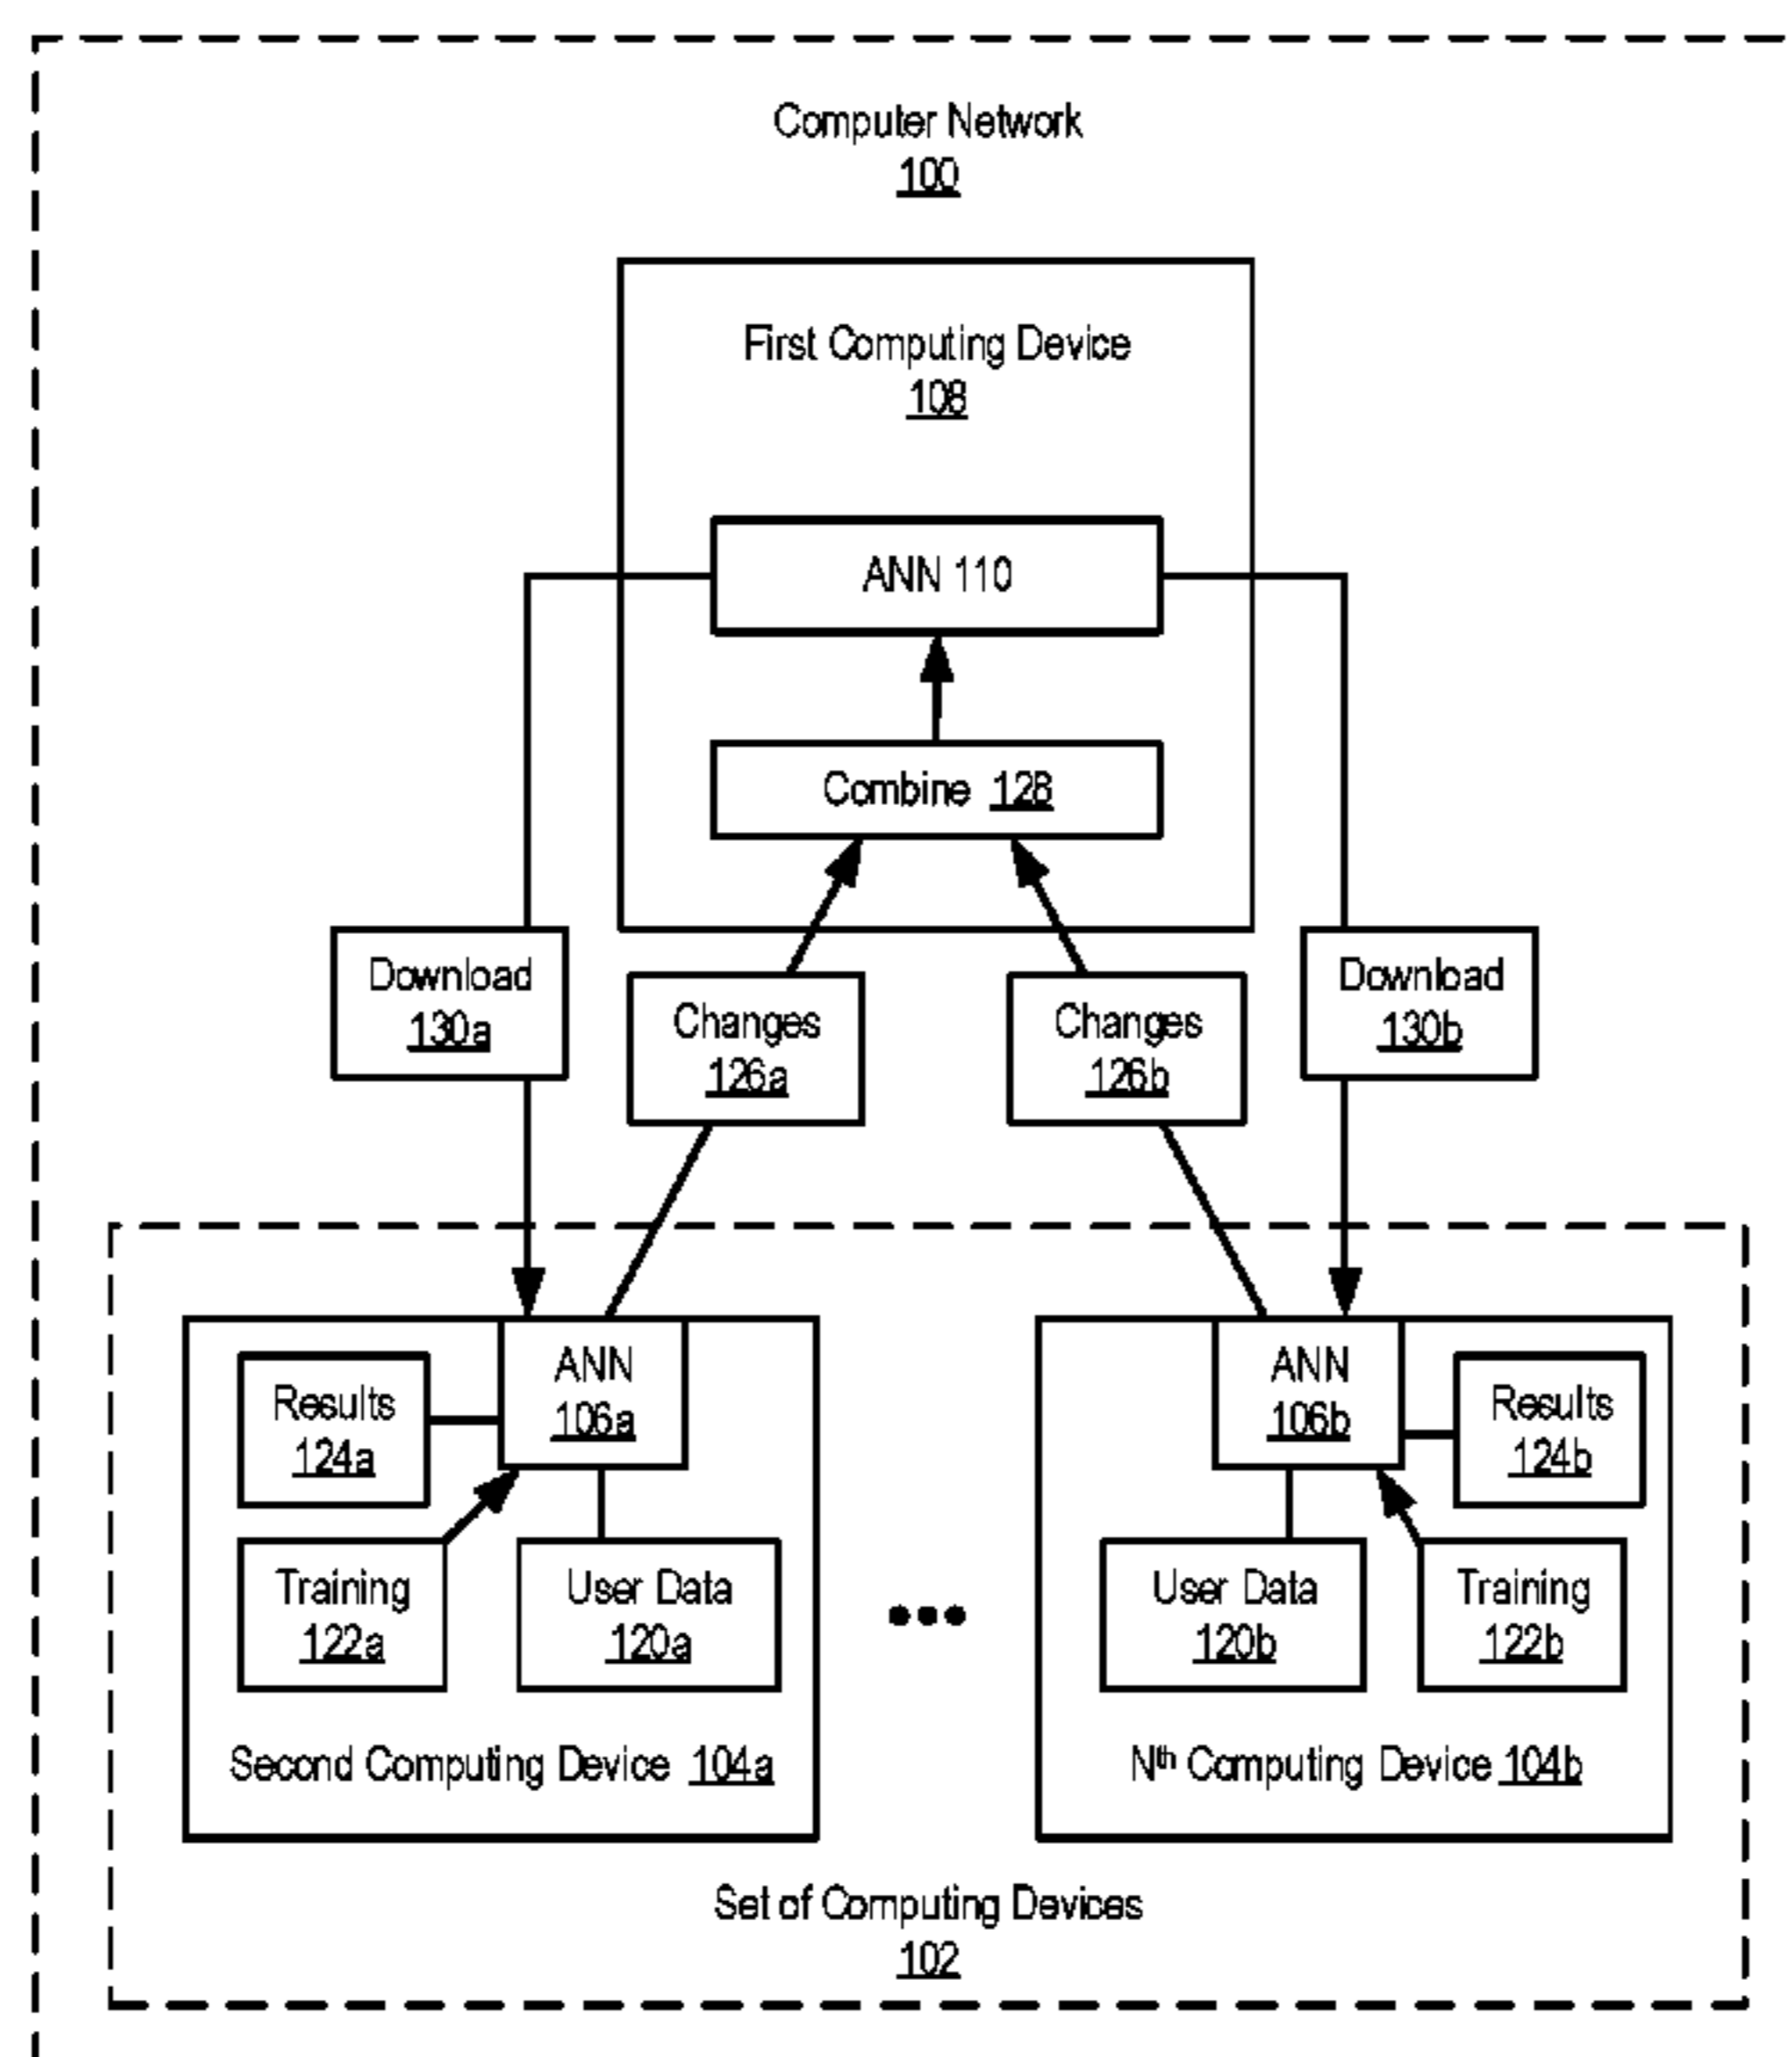 Computer Network
100
First Computing Device
108
ANN 110
Combine 128
Download
130a
Changes
126a
Changes
126b
Download
130b
ANN
106a
Results
124a
Training
122a
User Data
120a
Second Computing Device 104a
ANN
106b
Results
124b
User Data
120b
Training
122b
Nth Computing Device 104b
Set of Computing Devices
102